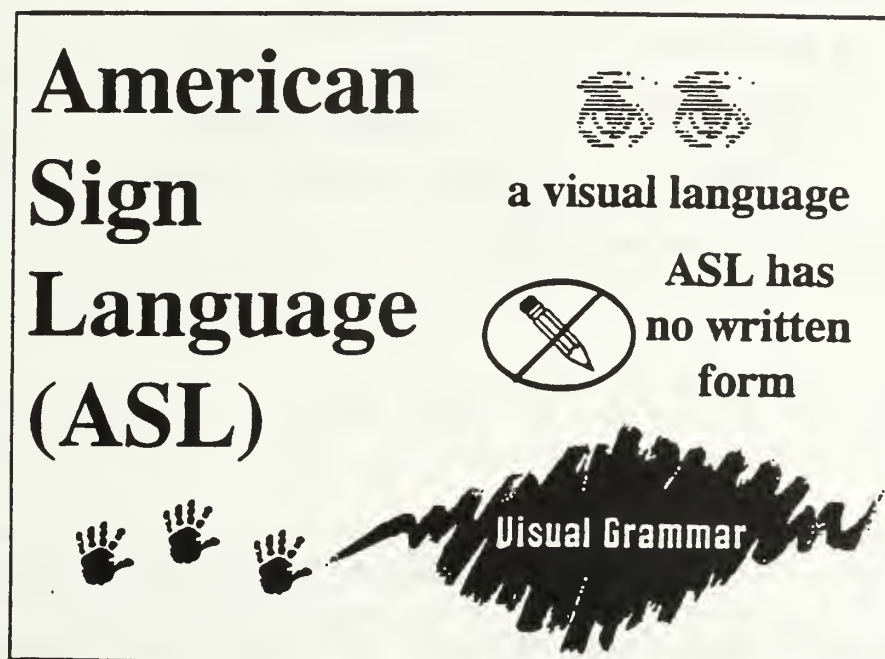 American
Sign
Language
(ASL)
a visual language
ASL has
no written
form
Visual Grammar